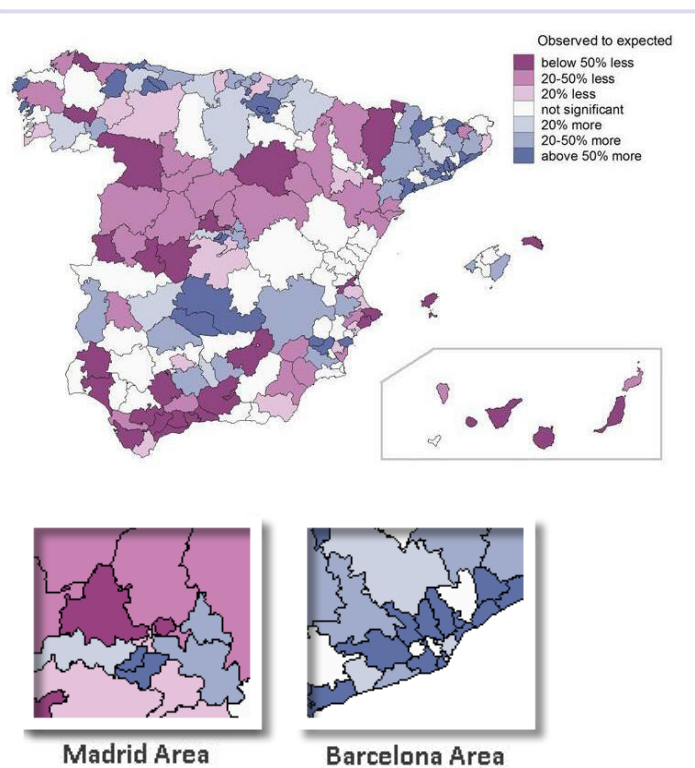 Observed to expected
below 50% less
20-50% less
20% less
not significant
20% more
20-50% more
above 50% more
Madrid Area
Barcelona Area